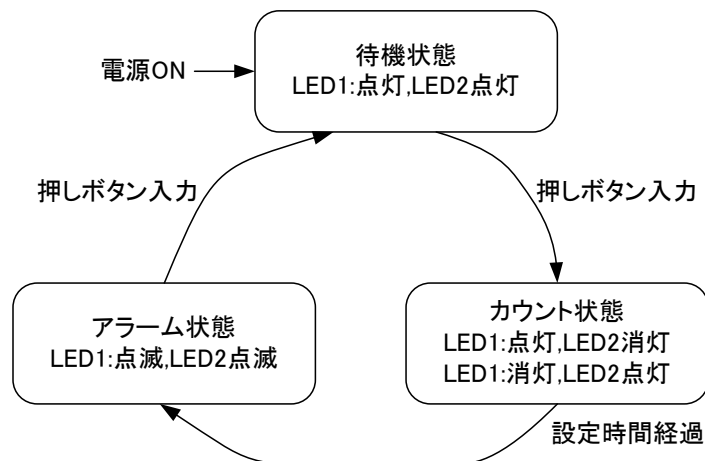 待機状態
LED1:点灯,LED2点灯
電源ON
押しボタン入力
押しボタン入力
アラーム状態
LED1:点滅,LED2点滅
カウント状態
LED1:点灯,LED2消灯
LED1:消灯,LED2点灯
設定時間経過